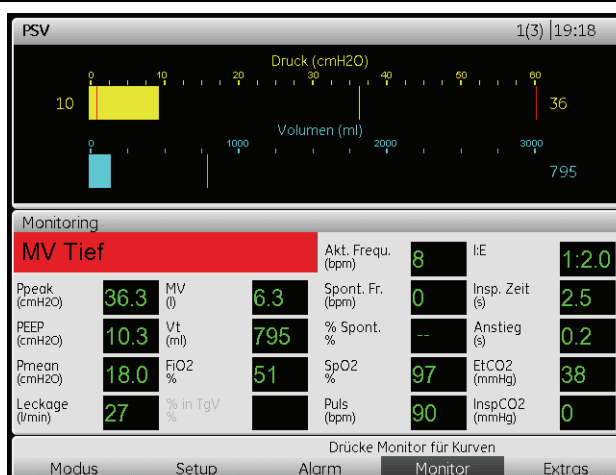 PSV 1(3) | 19:18
Druck (cmH2O)
0 10 20 30 40 50 60
10 36
Volumen (ml)
0 1000 2000 3000
795
Monitoring
MV Tief
Akt. Frequ. (bpm) 8
I:E 1:2.0
Ppeak (cmH2O) 36.3
MV (l) 6.3
Spont. Fr. (bpm) 0
Insp. Zeit (s) 2.5
PEEP (cmH2O) 10.3
Vt (ml) 795
% Spont. % --
Anstieg (s) 0.2
Pmean (cmH2O) 18.0
FiO2 % 51
SpO2 % 97
EtCO2 (mmHg) 38
Leckage (l/min) 27
% in TgV %
Puls (bpm) 90
InspCO2 (mmHg) 0
Drücke Monitor für Kurven
Modus Setup Alarm Monitor Extras